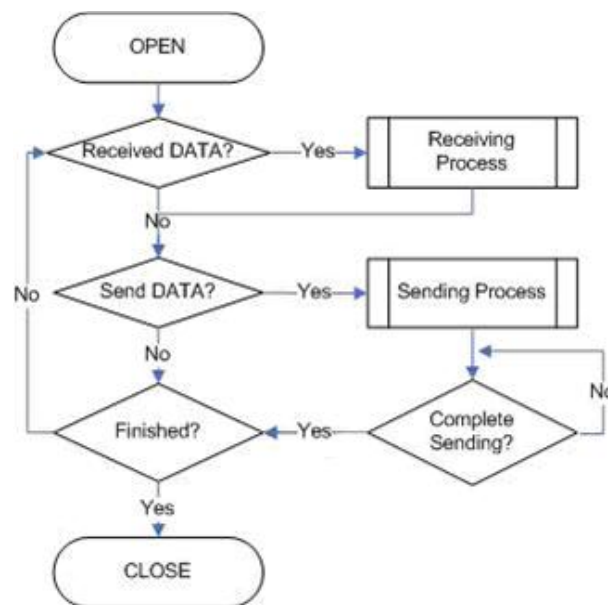 OPEN
Received DATA?
Yes
Receiving
Process
No
Send DATA?
Yes
Sending Process
No
No
No
Finished?
Yes
Complete
Sending?
Yes
CLOSE